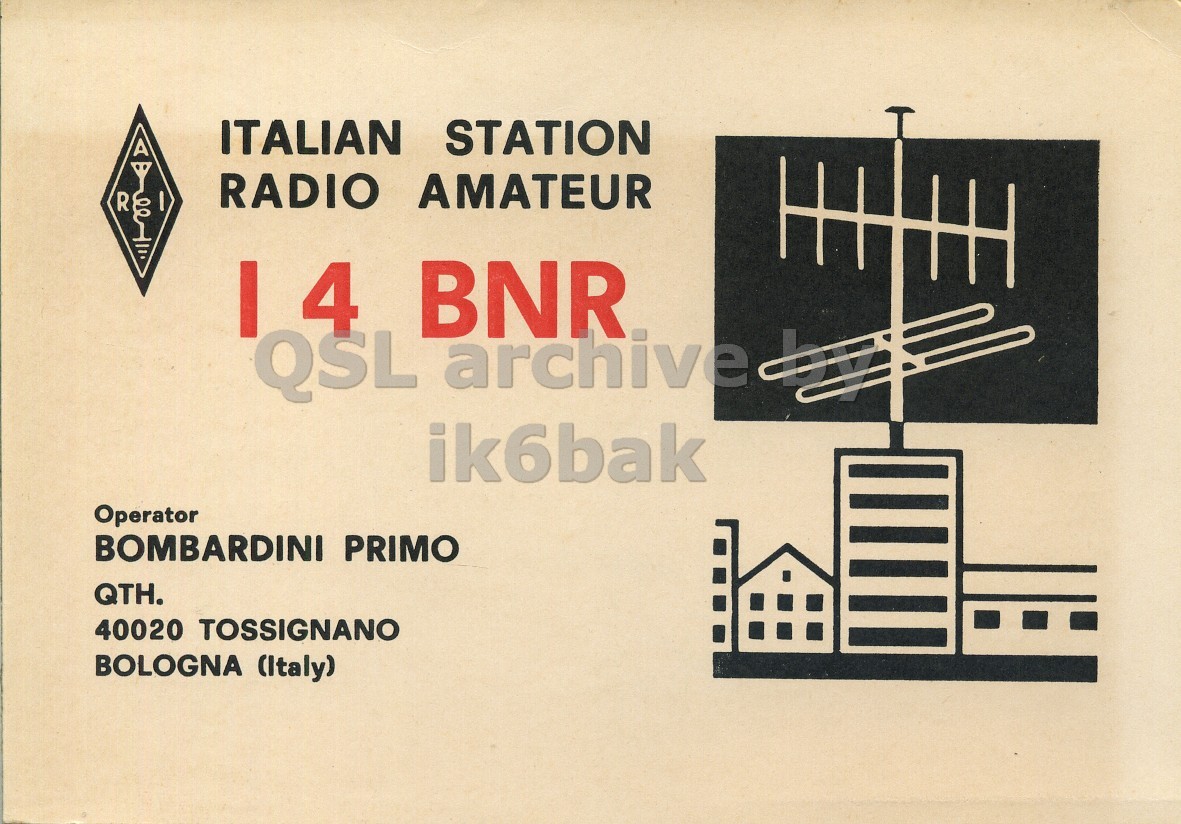 A
R I
ITALIAN STATION
RADIO AMATEUR
I 4 BNR
QSL archive by
ik6bak
Operator
BOMBARDINI PRIMO
QTH.
40020 TOSSIGNANO
BOLOGNA (Italy)